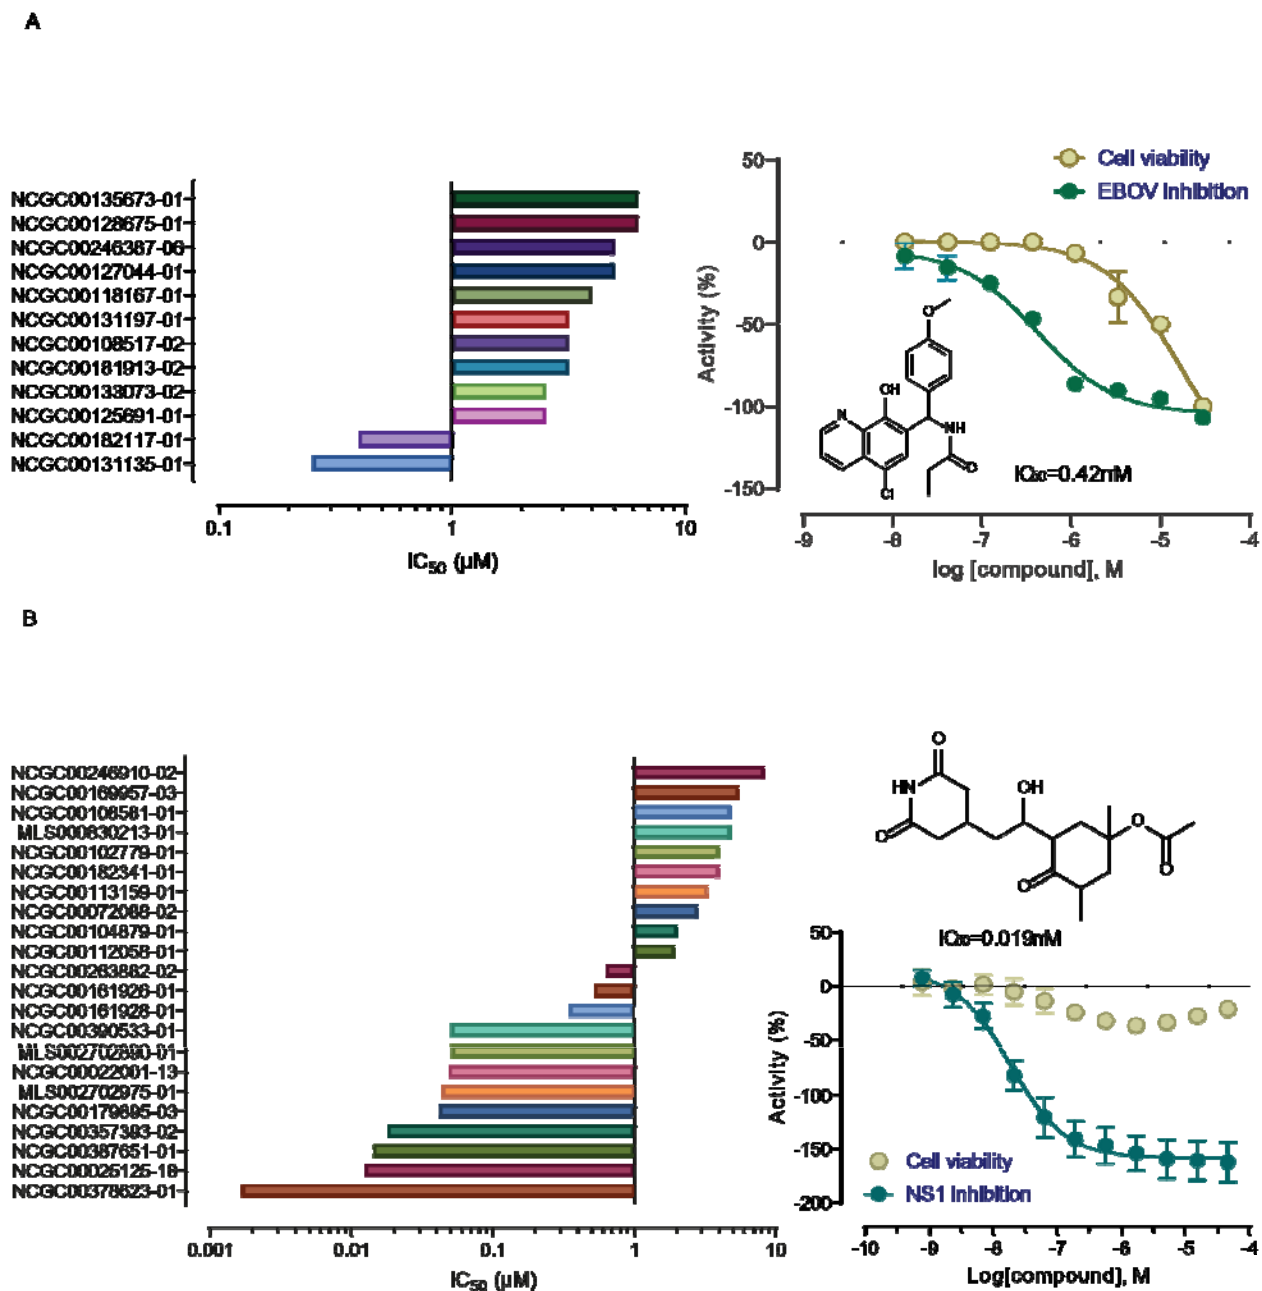 A
NCGC00135673-01
NCGC00128675-01
NCGC00246387-06
NCGC00127044-01
NCGC00118167-01
NCGC00131197-01
NCGC00108517-02
NCGC00181913-02
NCGC00133073-02
NCGC00125691-01
NCGC00182117-01
NCGC00131135-01
0.1 1 10
IC50 (µM)
50
0
-50
-100
-150
Activity (%)
Cell viability
EBOV Inhibition
O
OH
N
NH
O
Cl
IC50=0.42mM
-9 -8 -7 -6 -5 -4
log [compound], M
B
NCGC00246910-02
NCGC00169957-03
NCGC00108581-01
MLS000830213-01
NCGC00102779-01
NCGC00182341-01
NCGC00113159-01
NCGC00072088-02
NCGC00104879-01
NCGC00112058-01
NCGC00263882-02
NCGC00161926-01
NCGC00161928-01
NCGC00390533-01
MLS002702890-01
NCGC00022001-13
MLS002702975-01
NCGC00179895-03
NCGC00357393-02
NCGC00387651-01
NCGC00025125-18
NCGC00378623-01
0.001 0.01 0.1 1 10
IC50 (µM)
O
HN
OH
O
O
O
O
IC50=0.019nM
50
0
-50
-100
-150
-200
Activity (%)
Cell viability
NS1 Inhibition
-10 -9 -8 -7 -6 -5 -4
Log[compound], M